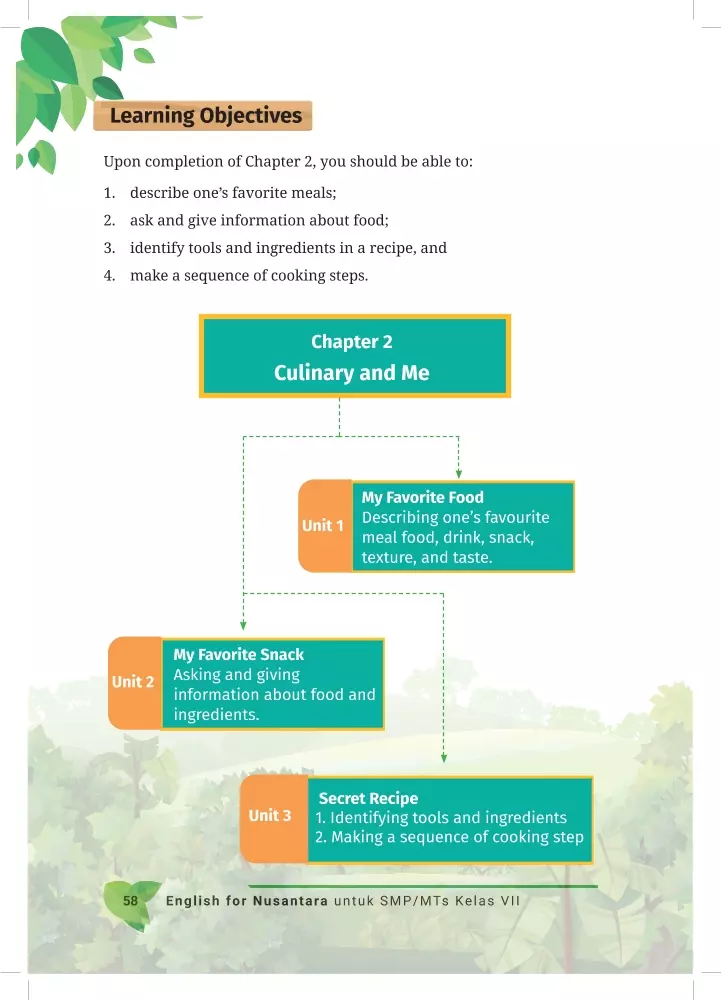 Learning Objectives
Upon completion of Chapter 2, you should be able to:
1. describe one's favorite meals;
2. ask and give information about food;
3. identify tools and ingredients in a recipe, and
4. make a sequence of cooking steps.
Chapter 2
Culinary and Me
Unit 1
My Favorite Food
Describing one's favourite
meal food, drink, snack,
texture, and taste.
Unit 2
My Favorite Snack
Asking and giving
information about food and
ingredients.
Unit 3
Secret Recipe
1. Identifying tools and ingredients
2. Making a sequence of cooking step
58 English for Nusantara untuk SMP/MTs Kelas VII